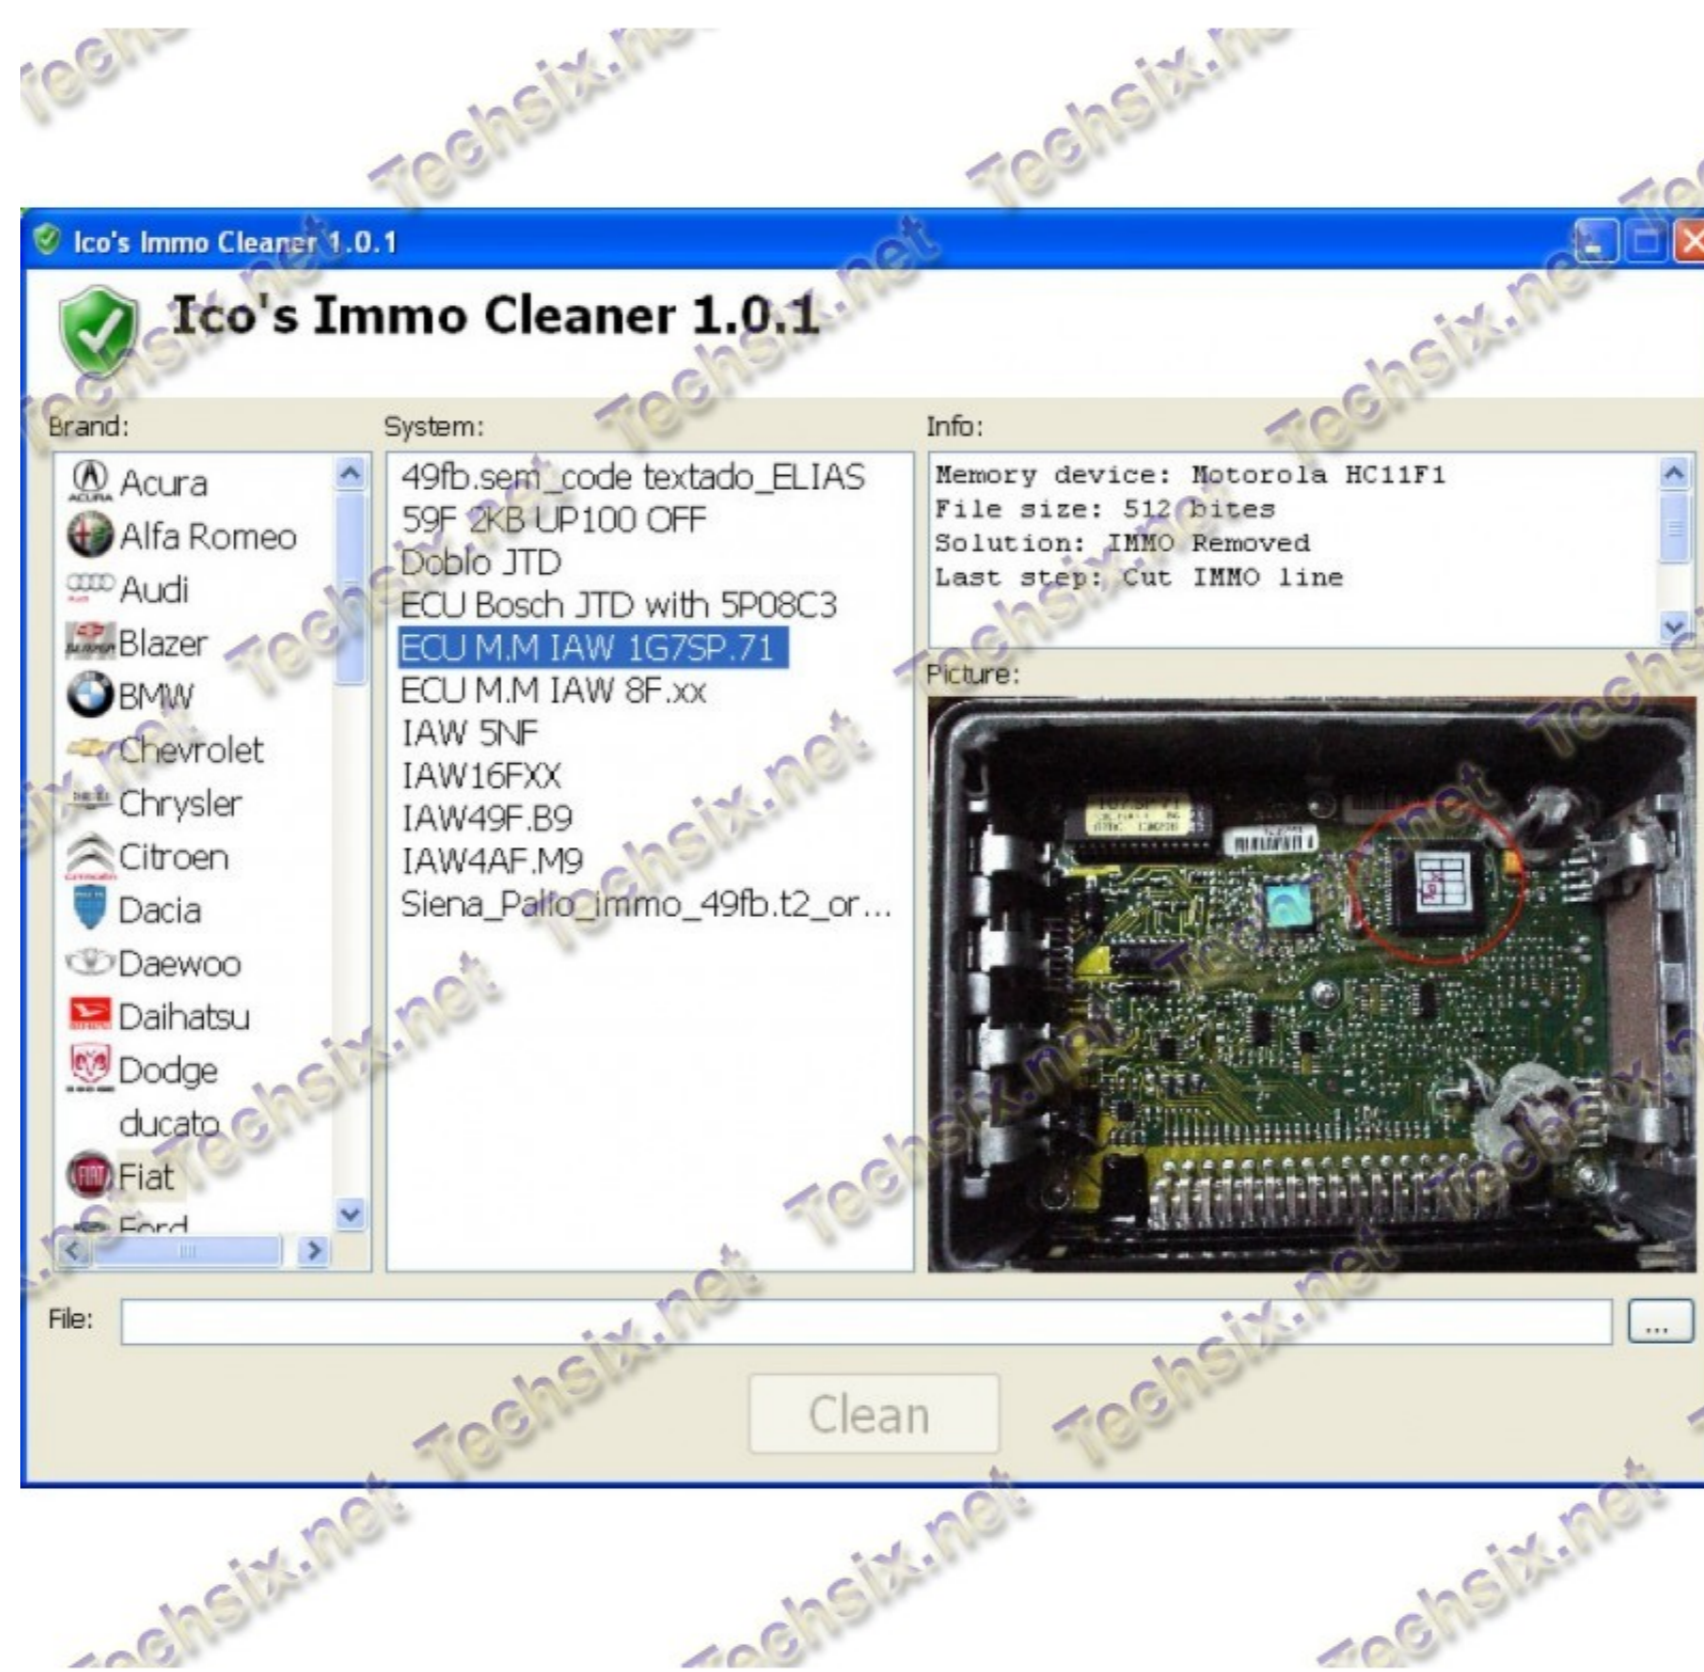 Techsix.net
Ico's Immo Cleaner 1.0.1
Ico's Immo Cleaner 1.0.1
Brand:
Acura
Alfa Romeo
Audi
Blazer
BMW
Chevrolet
Chrysler
Citroen
Dacia
Daewoo
Daihatsu
Dodge
ducato
Fiat
Ford
System:
49fb.sem_code textado_ELIAS
59F 2KB UP100 OFF
Doblo JTD
ECU Bosch JTD with 5P08C3
ECU M.M IAW 1G7SP.71
ECU M.M IAW 8F.xx
IAW 5NF
IAW16FXX
IAW49F.B9
IAW4AF.M9
Siena_Palio_immo_49fb.t2_or...
Info:
Memory device: Motorola HC11F1
File size: 512 bites
Solution: IMMO Removed
Last step: Cut IMMO line
Picture:
1G7SP.71
File:
...
Clean